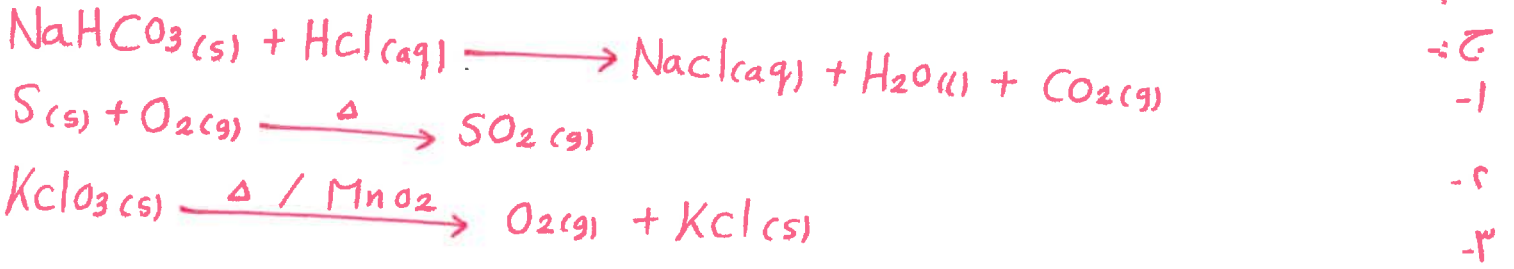 ج :-
١- NaHCO3(s) + HCl(aq) ⟶ NaCl(aq) + H2O(l) + CO2(g)
٢- S(s) + O2(g) —Δ→ SO2(g)
٣- KClO3(s) —Δ / MnO2→ O2(g) + KCl(s)